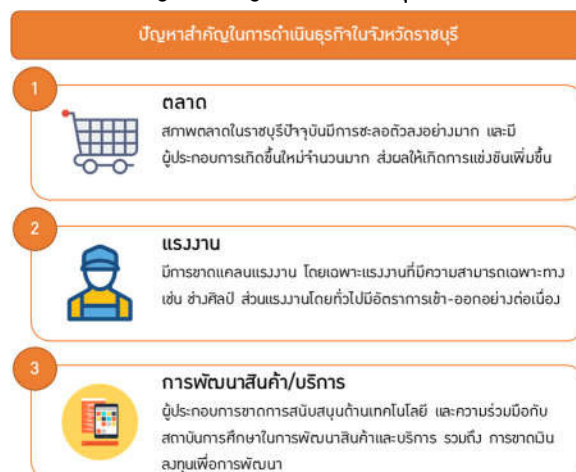 ปัญหาสำคัญในการดำเนินธุรกิจในจังหวัดราชบุรี
1
ตลาด
สภาพตลาดในราชบุรีปัจจุบันมีการชะลอตัวลงอย่างมาก และมี
ผู้ประกอบการเกิดขึ้นใหม่จำนวนมาก ส่งผลให้เกิดการแข่งขันเพิ่มขึ้น
2
แรงงาน
มีการขาดแคลนแรงงาน โดยเฉพาะแรงงานที่มีความสามารถเฉพาะทาง
เช่น ช่างศิลป์ ส่วนแรงงานโดยทั่วไปมีอัตราการเข้า-ออกอย่างต่อเนื่อง
3
การพัฒนาสินค้า/บริการ
ผู้ประกอบการขาดการสนับสนุนด้านเทคโนโลยี และความร่วมมือกับ
สถาบันการศึกษาในการพัฒนาสินค้าและบริการ รวมถึง การขาดเงิน
ลงทุนเพื่อการพัฒนา